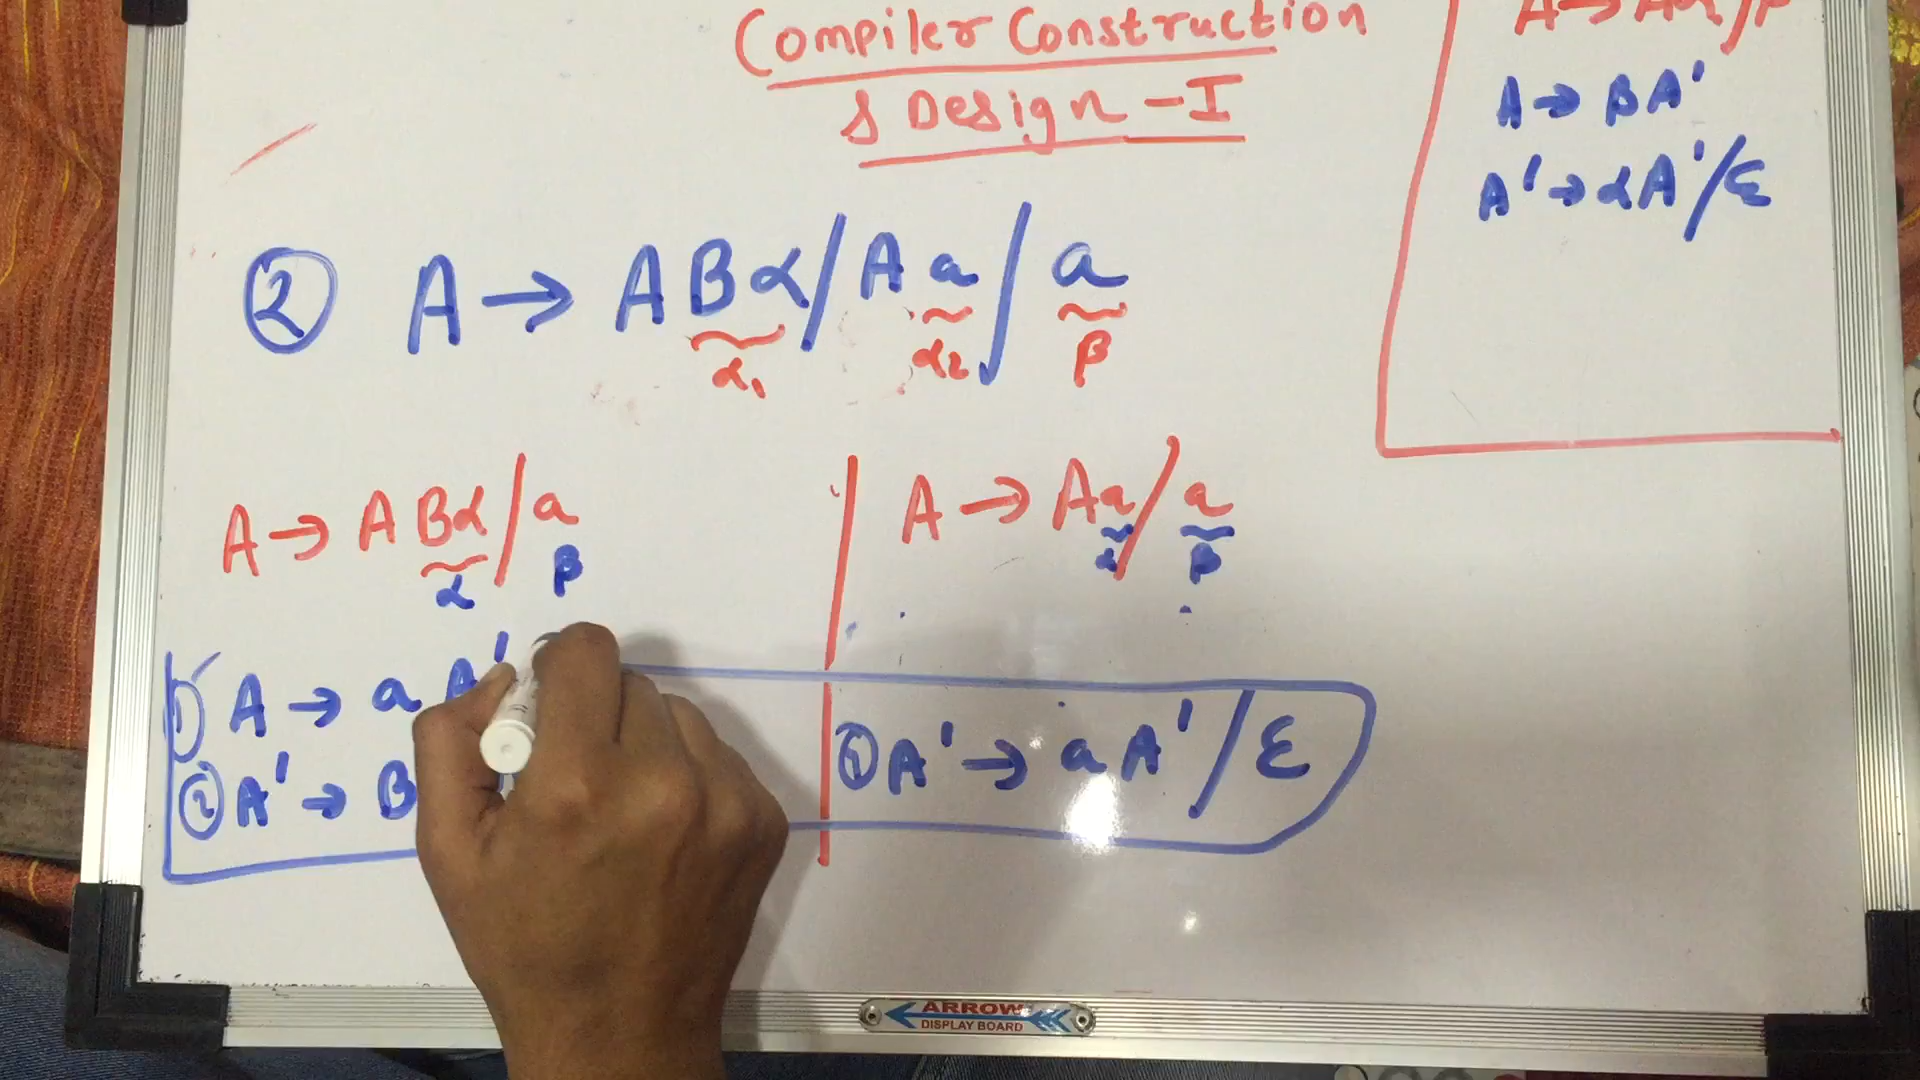 Compiler Construction
& Design - I
A → Aα/β
A → βA'
A' → αA'/ε
② A → ABα/Aa/a
α₁ α₂ β
A → ABα/a
α β
A → Aa/a
α β
① A → aA'
② A' → B
① A' → aA'/ε
ARROW
DISPLAY BOARD